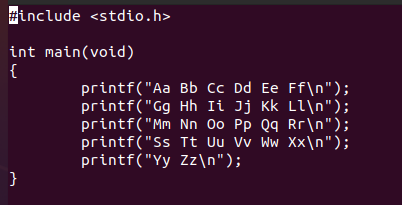 #include <stdio.h>

int main(void)
{
        printf("Aa Bb Cc Dd Ee Ff\n");
        printf("Gg Hh Ii Jj Kk Ll\n");
        printf("Mm Nn Oo Pp Qq Rr\n");
        printf("Ss Tt Uu Vv Ww Xx\n");
        printf("Yy Zz\n");
}